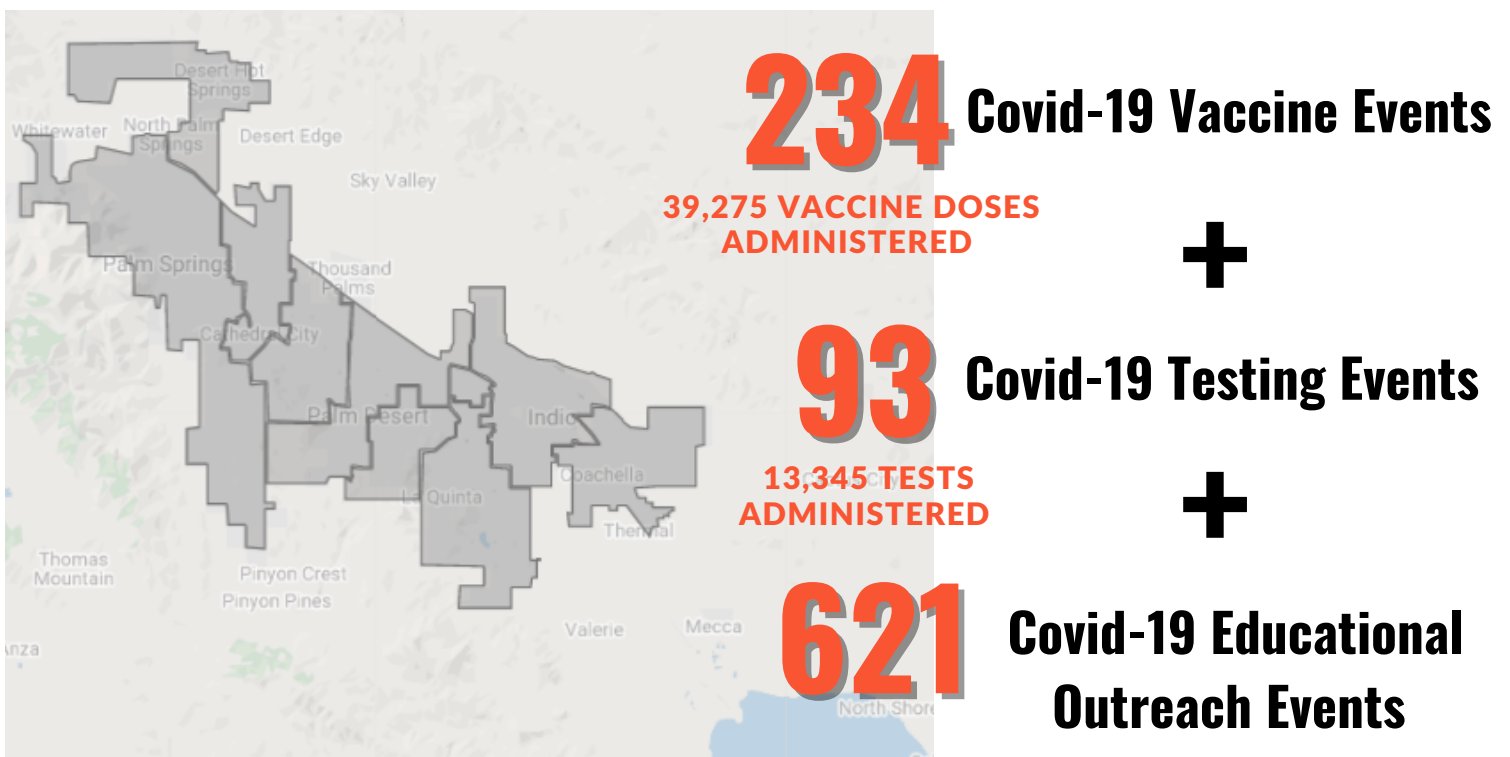 234
Covid-19 Vaccine Events
39,275 VACCINE DOSES
ADMINISTERED
+
93
Covid-19 Testing Events
13,345 TESTS
ADMINISTERED
+
621
Covid-19 Educational
Outreach Events
Desert Hot
Springs
Whitewater
North Palm
Springs
Desert Edge
Sky Valley
Palm Springs
Thousand
Palms
Cathedral City
Palm Desert
Indio
Coachella
La Quinta
Thermal
Thomas
Mountain
Pinyon Crest
Pinyon Pines
Valerie
Mecca
North Shore